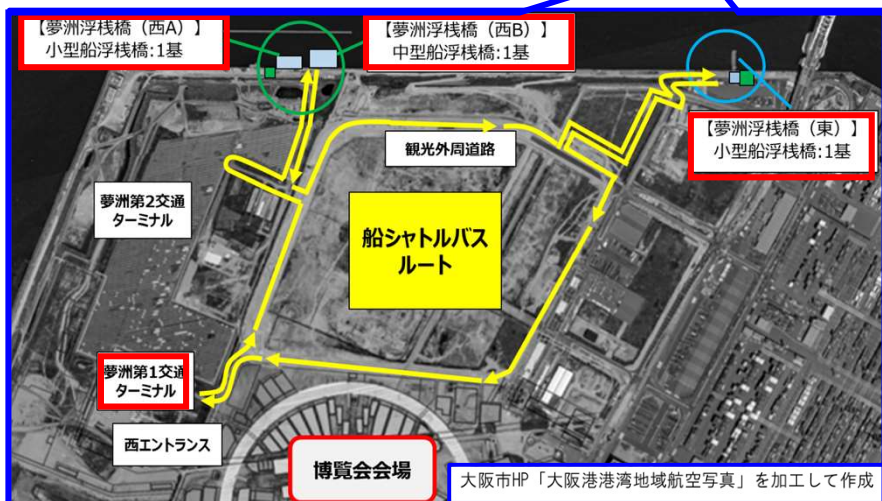 【夢洲浮桟橋（西A）】
小型船浮桟橋:1基
【夢洲浮桟橋（西B）】
中型船浮桟橋:1基
【夢洲浮桟橋（東）】
小型船浮桟橋:1基
観光外周道路
夢洲第2交通
ターミナル
船シャトルバス
ルート
夢洲第1交通
ターミナル
西エントランス
博覧会会場
大阪市HP「大阪港港湾地域航空写真」を加工して作成